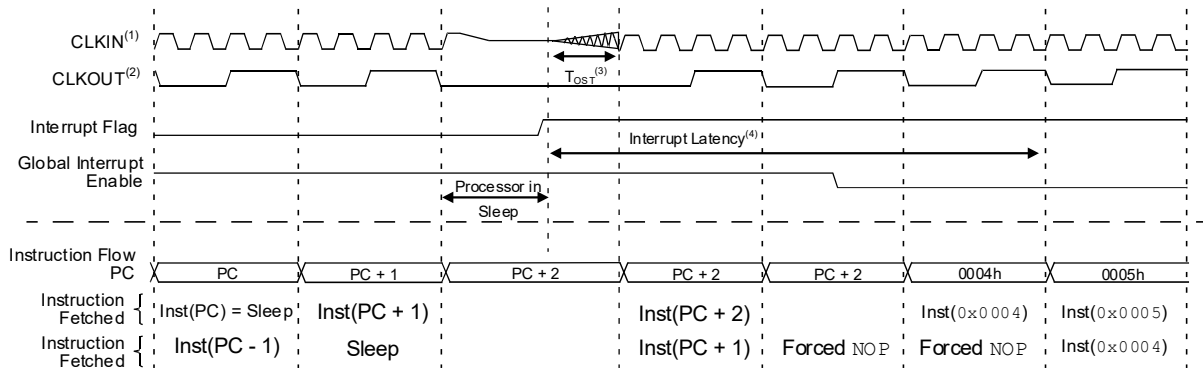 CLKIN(1)
CLKOUT(2)
TOST(3)
Interrupt Flag
Interrupt Latency(4)
Global Interrupt
Enable
Processor in
Sleep
Instruction Flow
PC PC PC + 1 PC + 2 PC + 2 PC + 2 0004h 0005h
Instruction
Fetched
Inst(PC) = Sleep Inst(PC + 1) Inst(PC + 2) Inst(0x0004) Inst(0x0005)
Instruction
Fetched
Inst(PC - 1) Sleep Inst(PC + 1) Forced NOP Forced NOP Inst(0x0004)